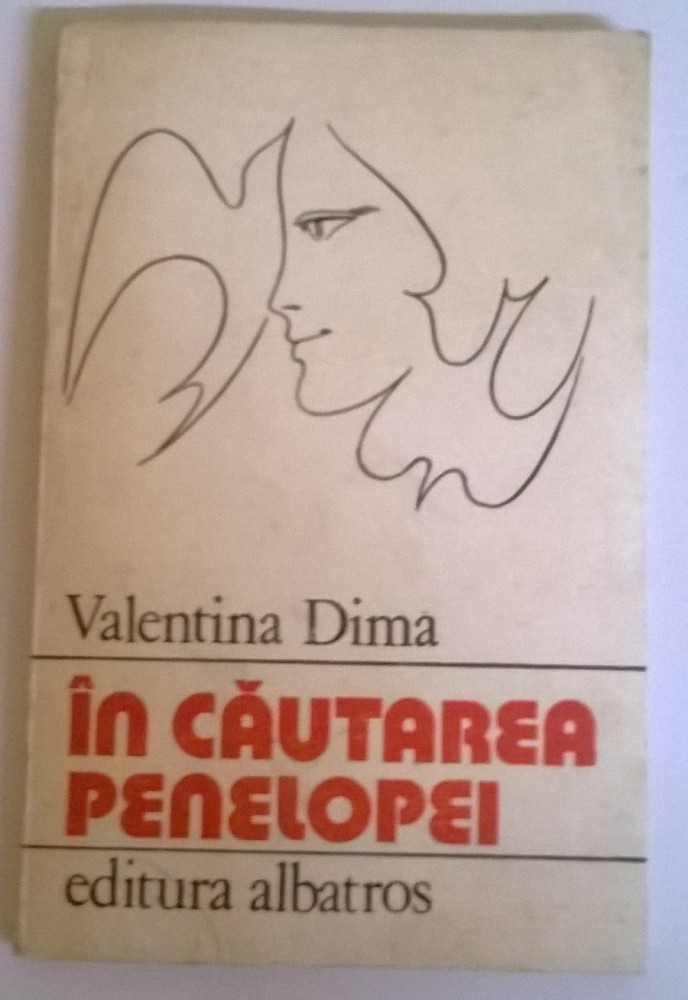 Valentina Dima
În CĂUTAREA
PENELOPEI
editura albatros